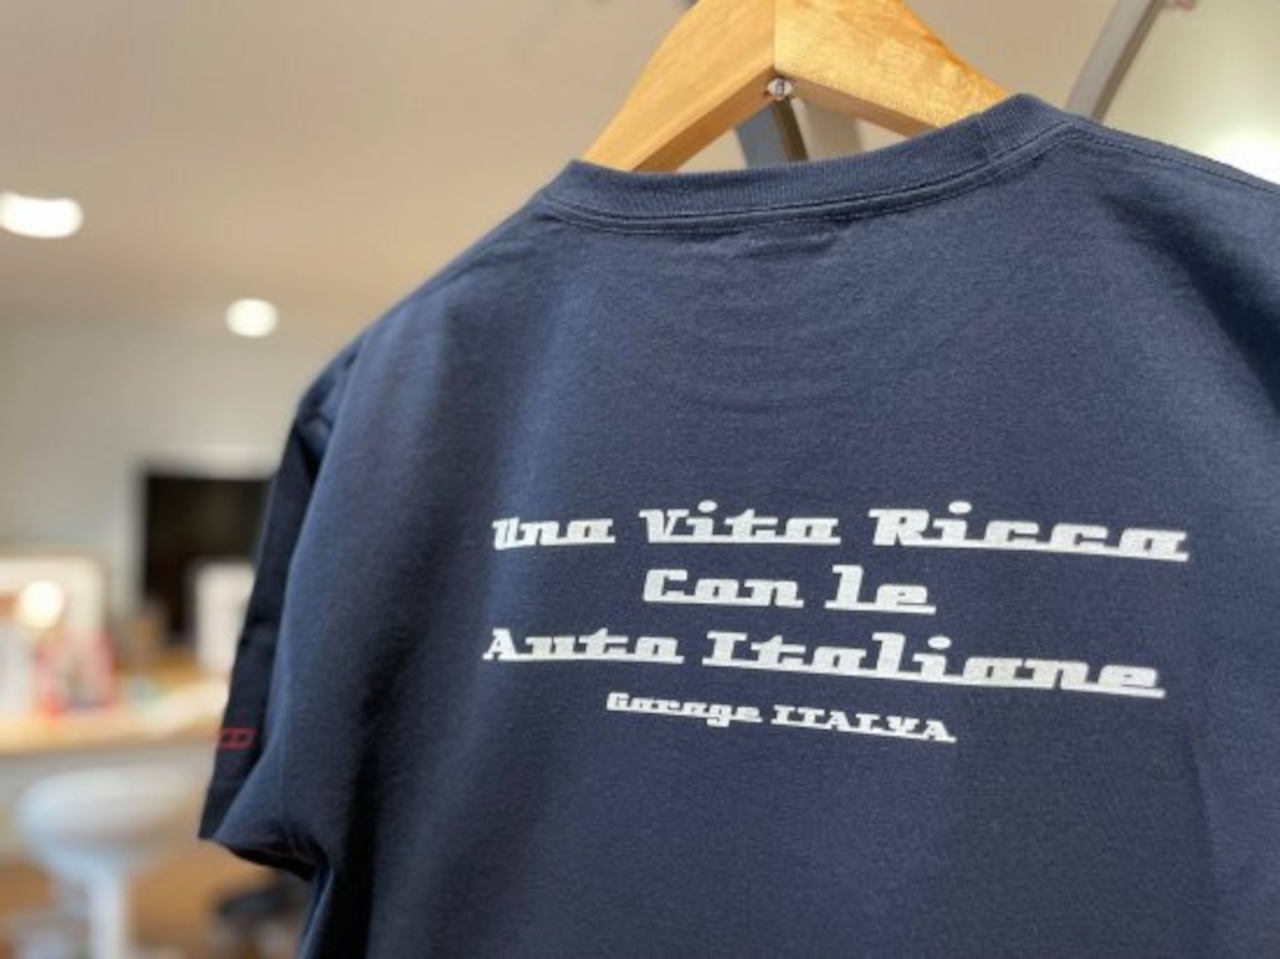 Una Vita Ricca
Con le
Auto Italiane
Garage ITALYA